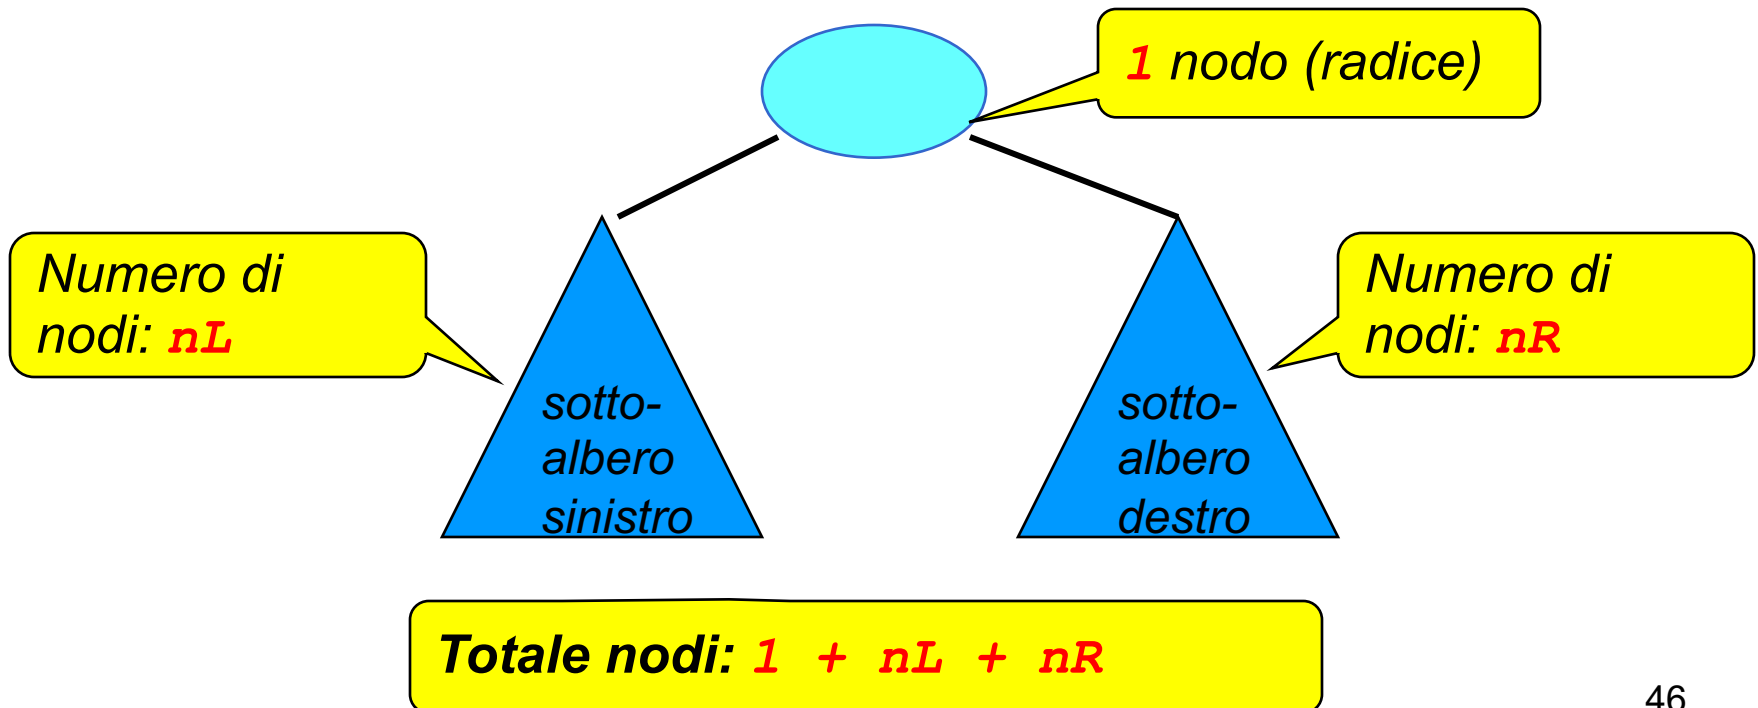 1 nodo (radice)
Numero di
nodi: nL
Numero di
nodi: nR
sotto-
albero
sinistro
sotto-
albero
destro
Totale nodi: 1 + nL + nR
46